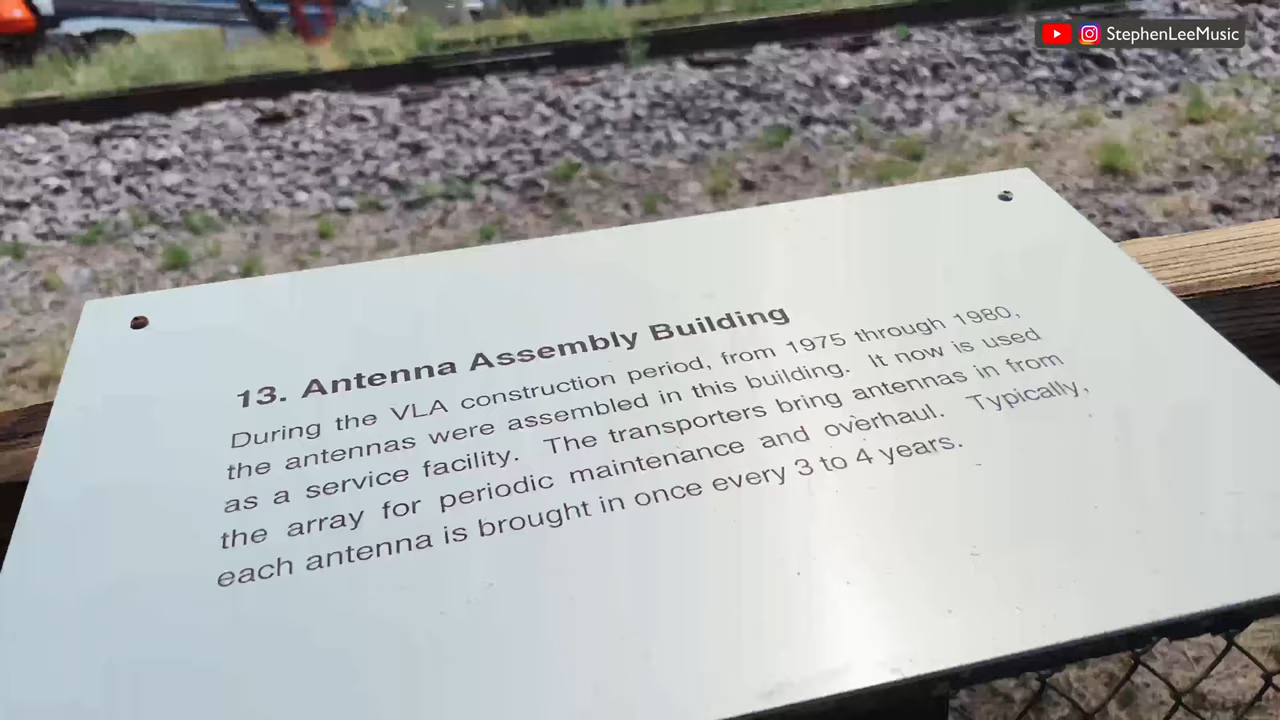 StephenLeeMusic
13. Antenna Assembly Building
During the VLA construction period, from 1975 through 1980,
the antennas were assembled in this building. It now is used
as a service facility. The transporters bring antennas in from
the array for periodic maintenance and overhaul. Typically,
each antenna is brought in once every 3 to 4 years.